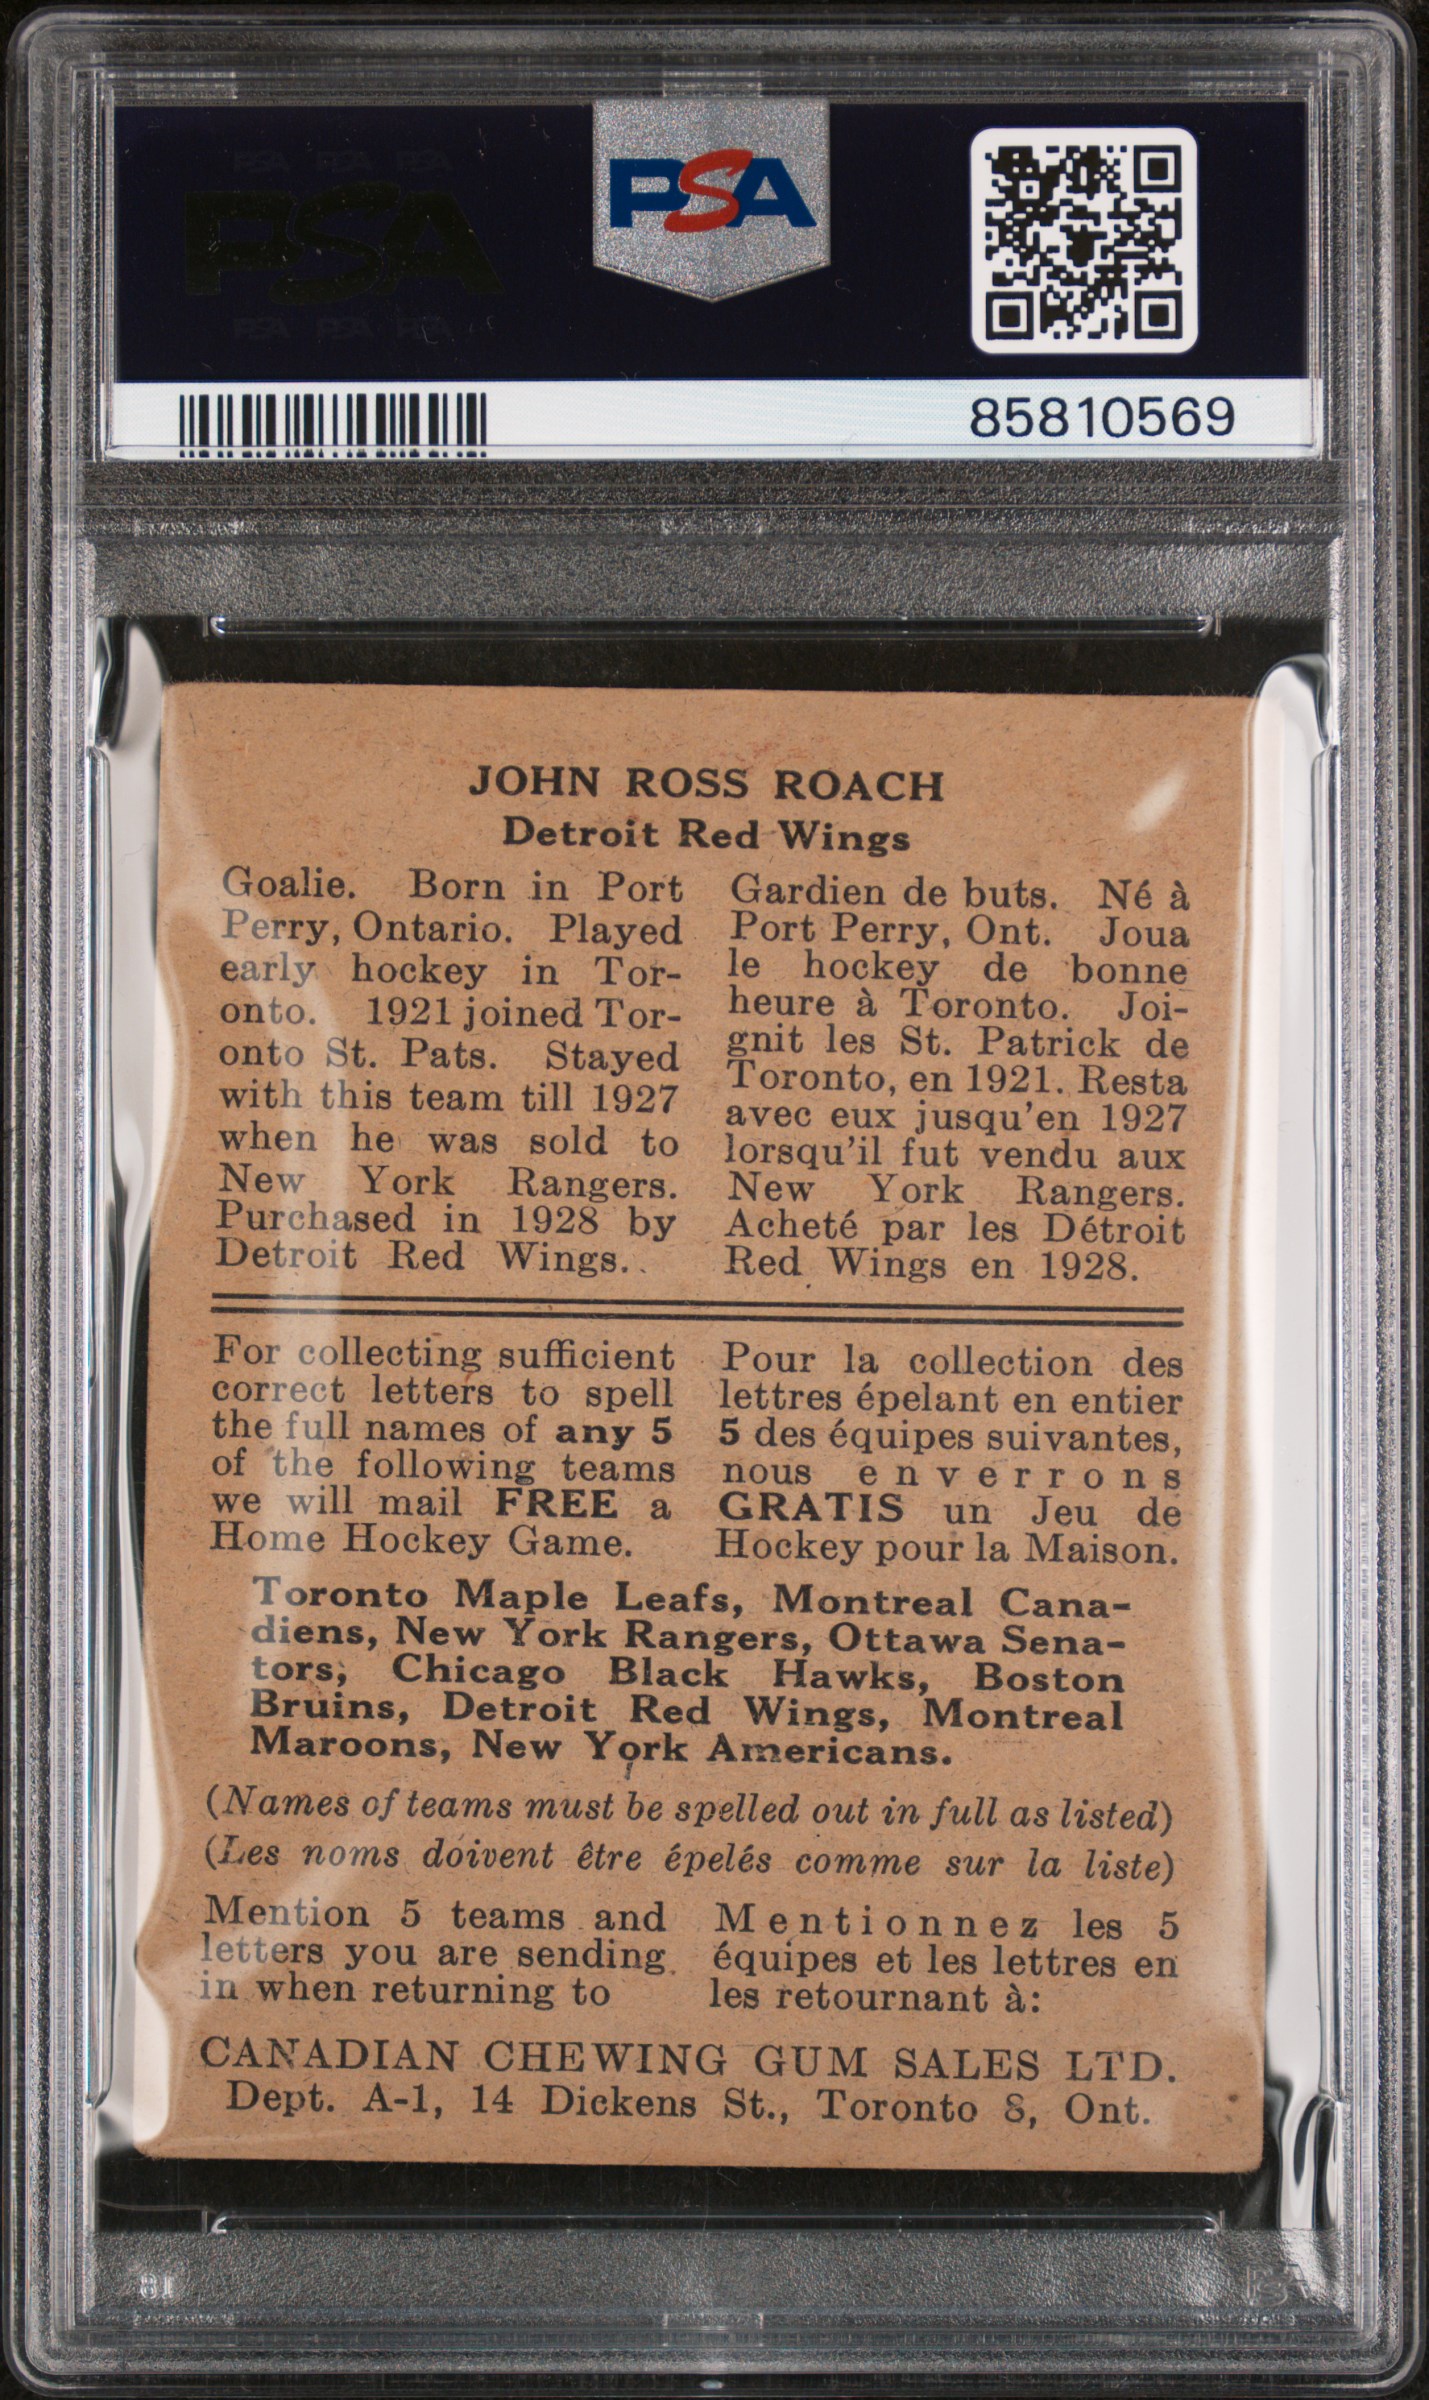 PSA
85810569
JOHN ROSS ROACH
Detroit Red Wings
Goalie. Born in Port
Perry, Ontario. Played
early hockey in Tor-
onto. 1921 joined Tor-
onto St. Pats. Stayed
with this team till 1927
when he was sold to
New York Rangers.
Purchased in 1928 by
Detroit Red Wings.
Gardien de buts. Né à
Port Perry, Ont. Joua
le hockey de bonne
heure à Toronto. Joi-
gnit les St. Patrick de
Toronto, en 1921. Resta
avec eux jusqu'en 1927
lorsqu'il fut vendu aux
New York Rangers.
Acheté par les Détroit
Red Wings en 1928.
For collecting sufficient
correct letters to spell
the full names of any 5
of the following teams
we will mail FREE a
Home Hockey Game.
Pour la collection des
lettres épelant en entier
5 des équipes suivantes,
nous enverrons
GRATIS un Jeu de
Hockey pour la Maison.
Toronto Maple Leafs, Montreal Cana-
diens, New York Rangers, Ottawa Sena-
tors, Chicago Black Hawks, Boston
Bruins, Detroit Red Wings, Montreal
Maroons, New York Americans.
(Names of teams must be spelled out in full as listed)
(Les noms doivent être épelés comme sur la liste)
Mention 5 teams and
letters you are sending
in when returning to
Mentionnez les 5
équipes et les lettres en
les retournant à:
CANADIAN CHEWING GUM SALES LTD.
Dept. A-1, 14 Dickens St., Toronto 8, Ont.